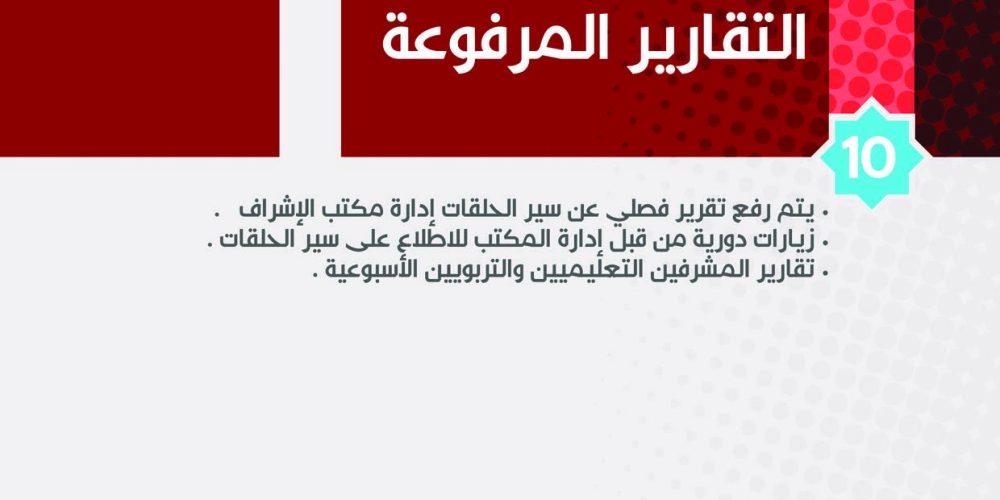 التقارير المرفوعة
10
• يتم رفع تقرير فصلي عن سير الحلقات إدارة مكتب الإشراف .
• زيارات دورية من قبل إدارة المكتب للاطلاع على سير الحلقات .
• تقارير المشرفين التعليميين والتربويين الأسبوعية .